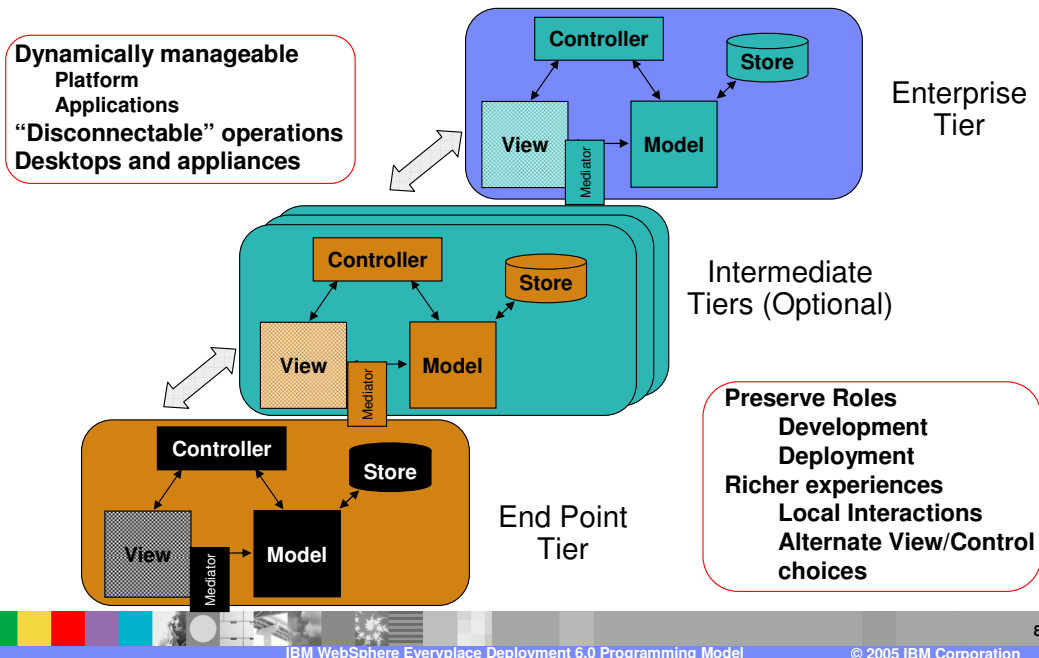 Dynamically manageable
Platform
Applications
“Disconnectable” operations
Desktops and appliances
Controller
Store
View
Model
Mediator
Enterprise
Tier
Controller
Store
View
Model
Mediator
Intermediate
Tiers (Optional)
Controller
Store
View
Model
Mediator
End Point
Tier
Preserve Roles
Development
Deployment
Richer experiences
Local Interactions
Alternate View/Control
choices
8
IBM WebSphere Everyplace Deployment 6.0 Programming Model
© 2005 IBM Corporation